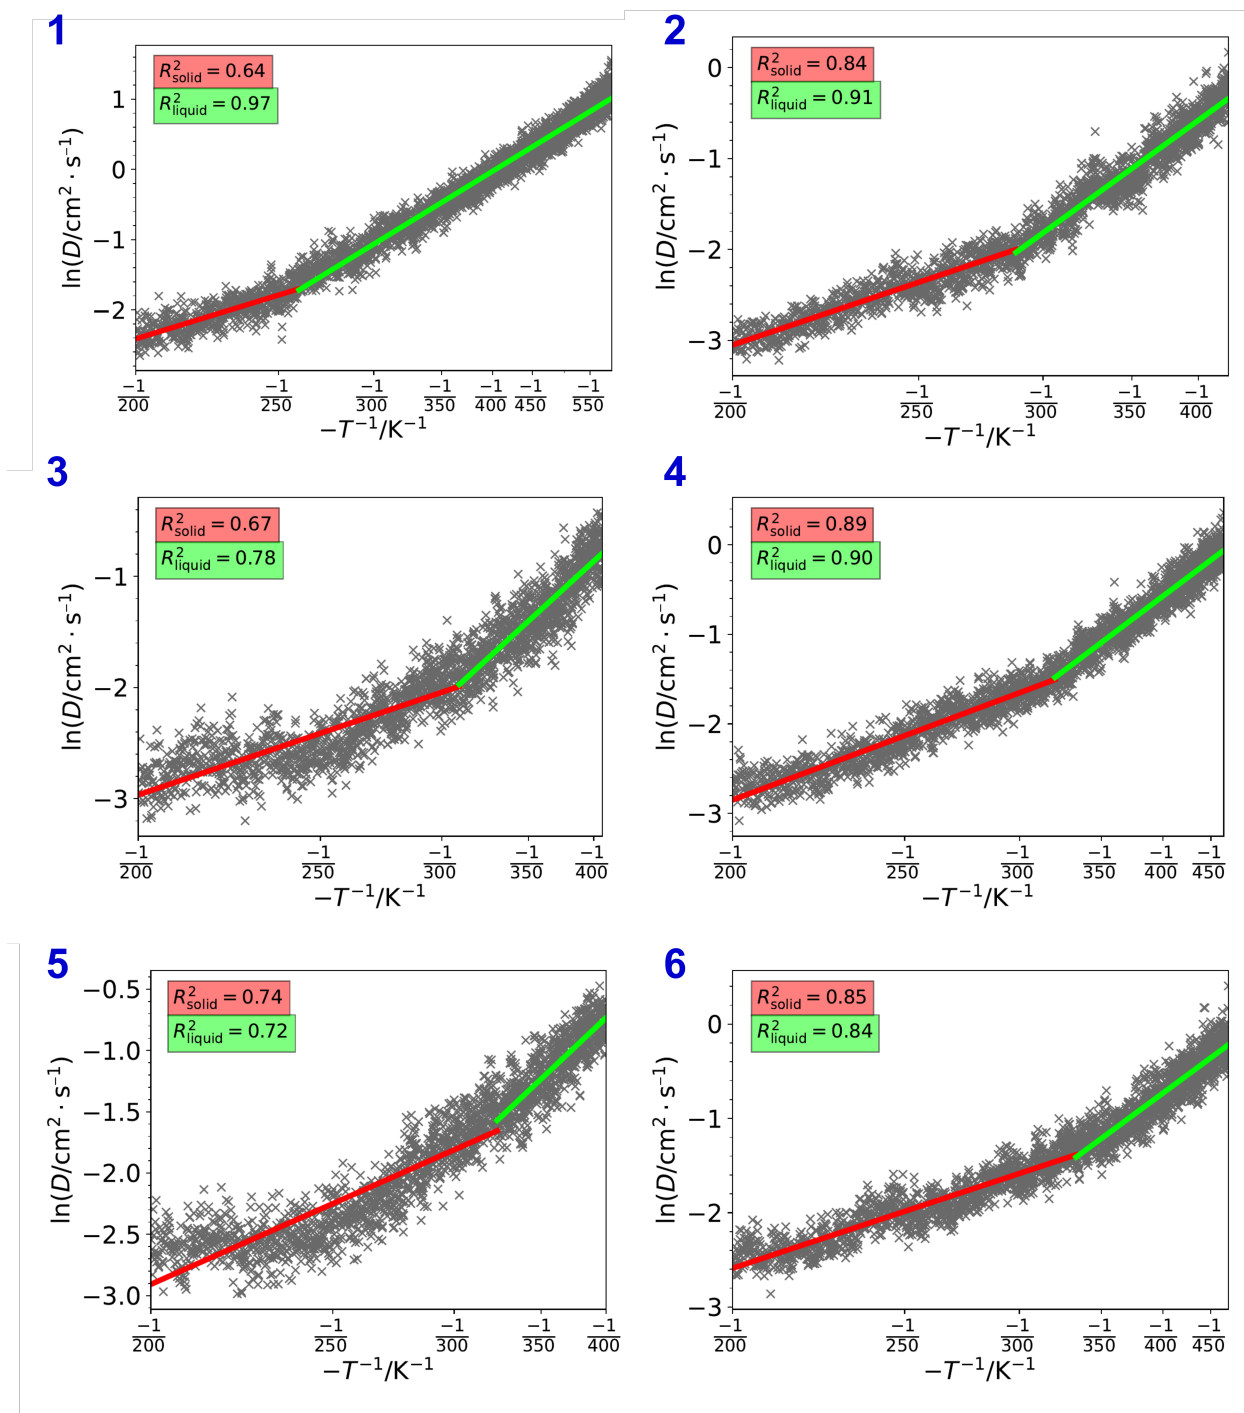 1
R²solid = 0.64
R²liquid = 0.97
ln(D/cm² · s⁻¹)
1
0
−1
−2
−1/200 −1/250 −1/300 −1/350 −1/400 −1/450 −1/550
−T⁻¹/K⁻¹
2
R²solid = 0.84
R²liquid = 0.91
ln(D/cm² · s⁻¹)
0
−1
−2
−3
−1/200 −1/250 −1/300 −1/350 −1/400
−T⁻¹/K⁻¹
3
R²solid = 0.67
R²liquid = 0.78
ln(D/cm² · s⁻¹)
−1
−2
−3
−1/200 −1/250 −1/300 −1/350 −1/400
−T⁻¹/K⁻¹
4
R²solid = 0.89
R²liquid = 0.90
ln(D/cm² · s⁻¹)
0
−1
−2
−3
−1/200 −1/250 −1/300 −1/350 −1/400 −1/450
−T⁻¹/K⁻¹
5
R²solid = 0.74
R²liquid = 0.72
ln(D/cm² · s⁻¹)
−0.5
−1.0
−1.5
−2.0
−2.5
−3.0
−1/200 −1/250 −1/300 −1/350 −1/400
−T⁻¹/K⁻¹
6
R²solid = 0.85
R²liquid = 0.84
ln(D/cm² · s⁻¹)
0
−1
−2
−3
−1/200 −1/250 −1/300 −1/350 −1/400 −1/450
−T⁻¹/K⁻¹